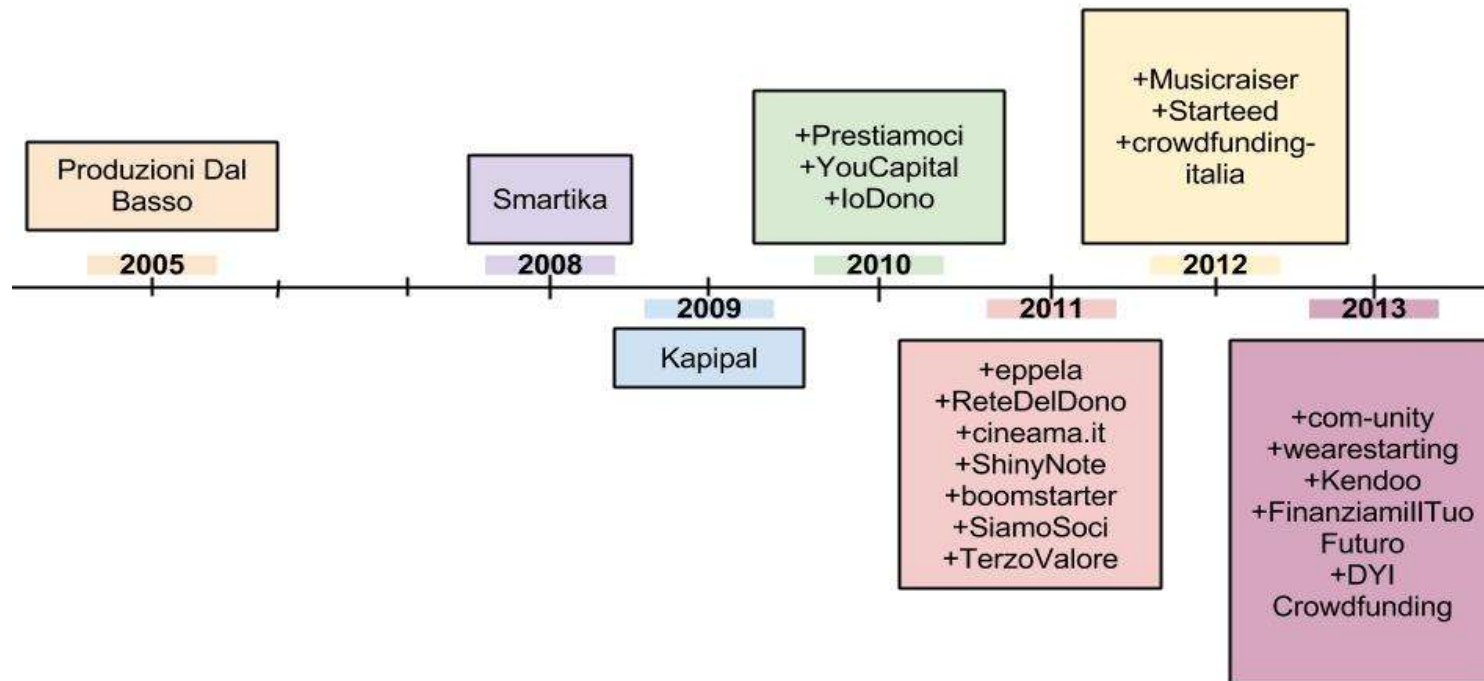 Produzioni Dal
Basso
2005
Smartika
2008
2009
Kapipal
+Prestiamoci
+YouCapital
+IoDono
2010
2011
+eppela
+ReteDelDono
+cineama.it
+ShinyNote
+boomstarter
+SiamoSoci
+TerzoValore
+Musicraiser
+Starteed
+crowdfunding-
italia
2012
2013
+com-unity
+wearestarting
+Kendoo
+FinanziamiIlTuo
Futuro
+DYI
Crowdfunding